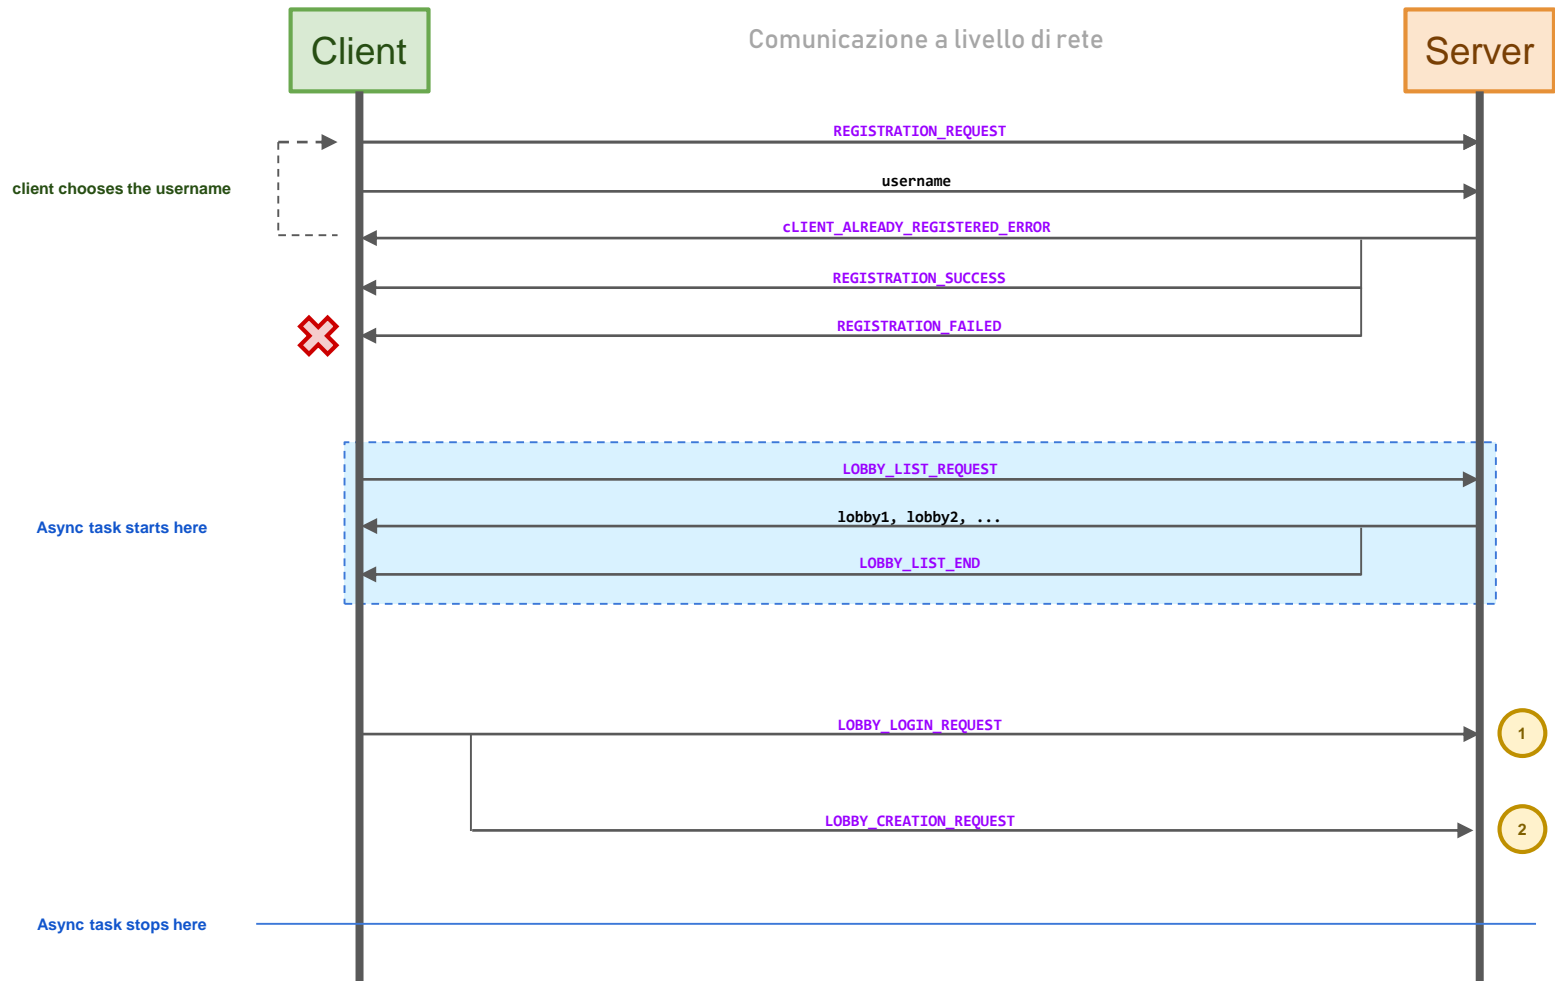 Client
Comunicazione a livello di rete
Server
REGISTRATION_REQUEST
client chooses the username
username
cLIENT_ALREADY_REGISTERED_ERROR
REGISTRATION_SUCCESS
REGISTRATION_FAILED
LOBBY_LIST_REQUEST
Async task starts here
lobby1, lobby2, ...
LOBBY_LIST_END
LOBBY_LOGIN_REQUEST
1
LOBBY_CREATION_REQUEST
2
Async task stops here